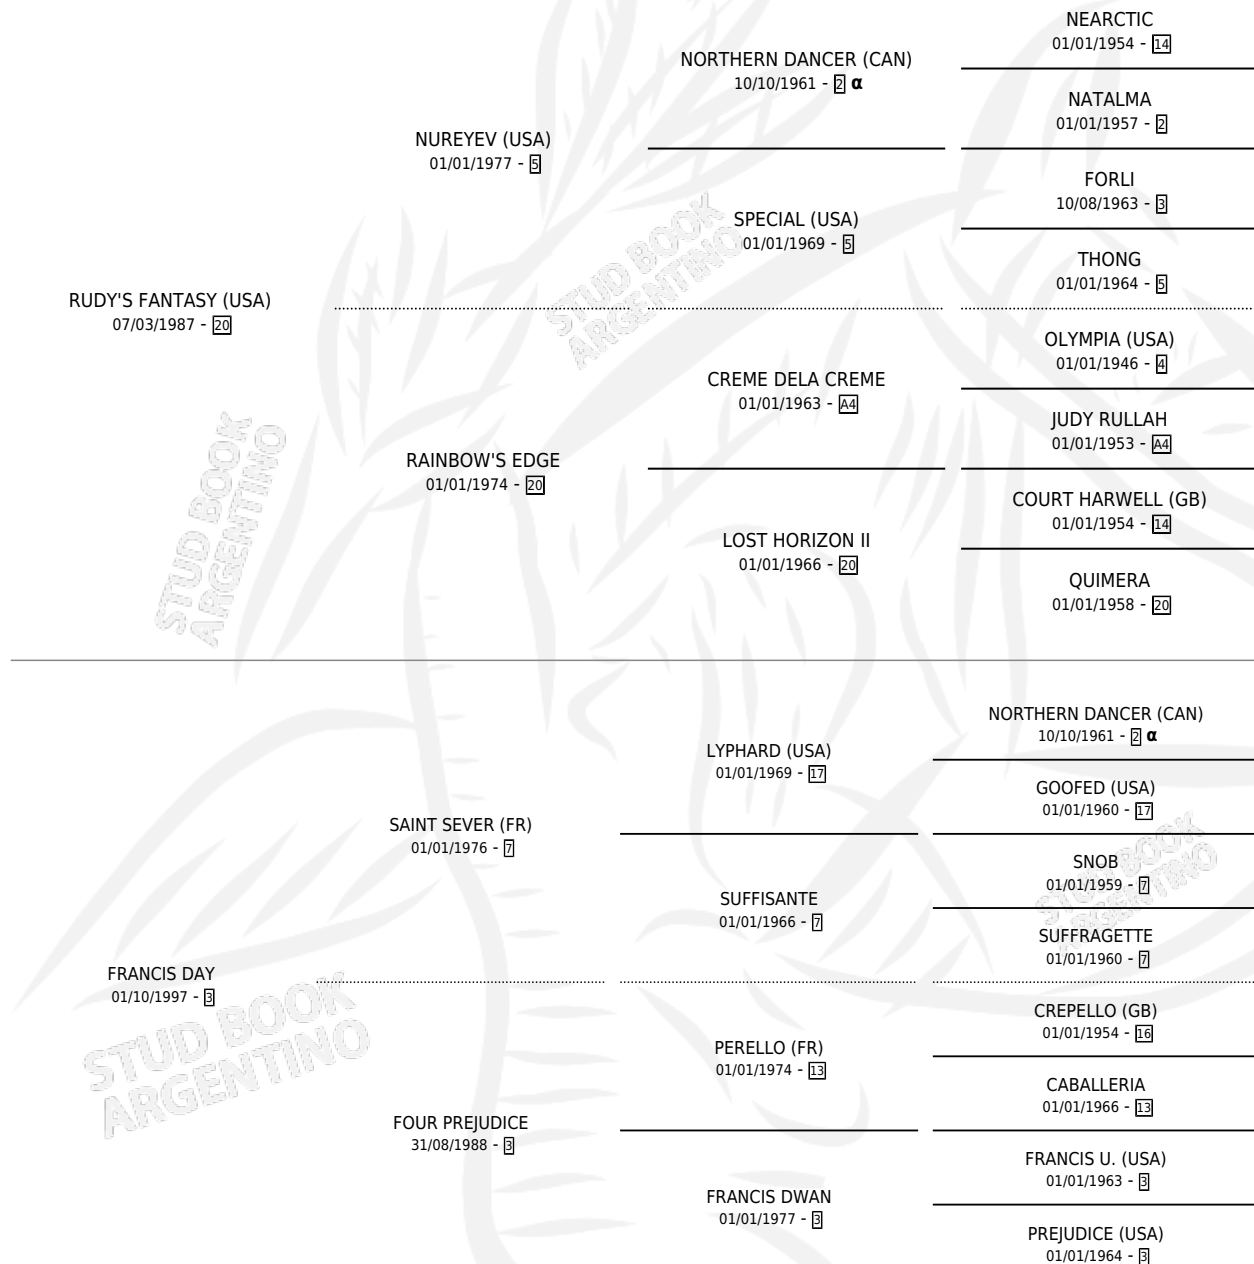 NEARCTIC
01/01/1954 - 14
NORTHERN DANCER (CAN)
10/10/1961 - 2 α
NATALMA
01/01/1957 - 2
NUREYEV (USA)
01/01/1977 - 5
FORLI
10/08/1963 - 3
SPECIAL (USA)
01/01/1969 - 5
THONG
01/01/1964 - 5
RUDY'S FANTASY (USA)
07/03/1987 - 20
OLYMPIA (USA)
01/01/1946 - 4
CREME DELA CREME
01/01/1963 - A4
JUDY RULLAH
01/01/1953 - A4
RAINBOW'S EDGE
01/01/1974 - 20
COURT HARWELL (GB)
01/01/1954 - 14
LOST HORIZON II
01/01/1966 - 20
QUIMERA
01/01/1958 - 20
STUD BOOK
ARGENTINO
STUD BOOK
ARGENTINO
NORTHERN DANCER (CAN)
10/10/1961 - 2 α
LYPHARD (USA)
01/01/1969 - 17
GOOFED (USA)
01/01/1960 - 17
SAINT SEVER (FR)
01/01/1976 - 7
SNOB
01/01/1959 - 7
SUFFISANTE
01/01/1966 - 7
SUFFRAGETTE
01/01/1960 - 7
FRANCIS DAY
01/10/1997 - 3
CREPELLO (GB)
01/01/1954 - 16
PERELLO (FR)
01/01/1974 - 13
CABALLERIA
01/01/1966 - 13
FOUR PREJUDICE
31/08/1988 - 3
FRANCIS U. (USA)
01/01/1963 - 3
FRANCIS DWAN
01/01/1977 - 3
PREJUDICE (USA)
01/01/1964 - 3
STUD BOOK
ARGENTINO
STUD BOOK
ARGENTINO